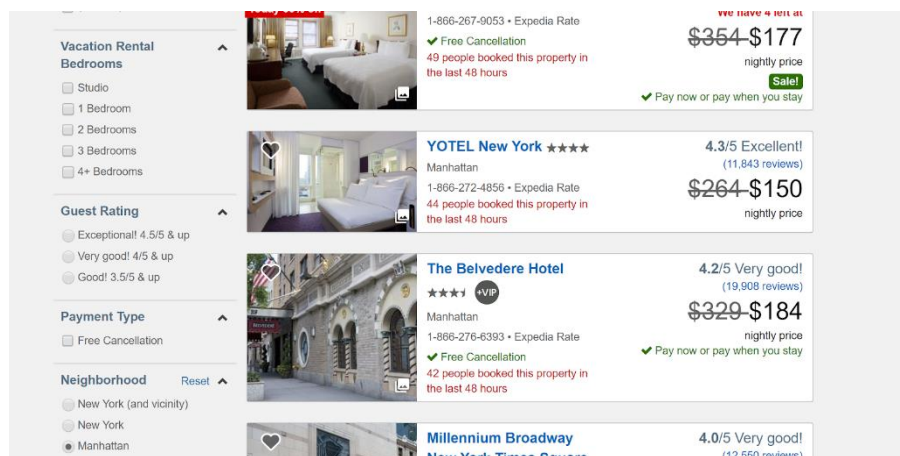 Vacation Rental
Bedrooms
Studio
1 Bedroom
2 Bedrooms
3 Bedrooms
4+ Bedrooms
Guest Rating
Exceptional! 4.5/5 & up
Very good! 4/5 & up
Good! 3.5/5 & up
Payment Type
Free Cancellation
Neighborhood Reset
New York (and vicinity)
New York
Manhattan
We have 4 left at
1-866-267-9053 • Expedia Rate
Free Cancellation
49 people booked this property in
the last 48 hours
$354 $177
nightly price
Sale!
Pay now or pay when you stay
YOTEL New York
Manhattan
1-866-272-4856 • Expedia Rate
44 people booked this property in
the last 48 hours
4.3/5 Excellent!
(11,843 reviews)
$264 $150
nightly price
The Belvedere Hotel
+VIP
Manhattan
1-866-276-6393 • Expedia Rate
Free Cancellation
42 people booked this property in
the last 48 hours
4.2/5 Very good!
(19,908 reviews)
$329 $184
nightly price
Pay now or pay when you stay
Millennium Broadway
New York Times Square
4.0/5 Very good!
(12,550 reviews)